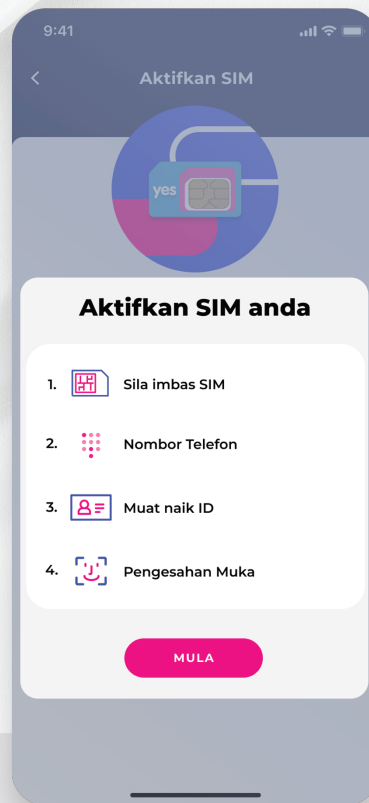 9:41
Aktifkan SIM
yes
Aktifkan SIM anda
1. Sila imbas SIM
2. Nombor Telefon
3. Muat naik ID
4. Pengesahan Muka
MULA